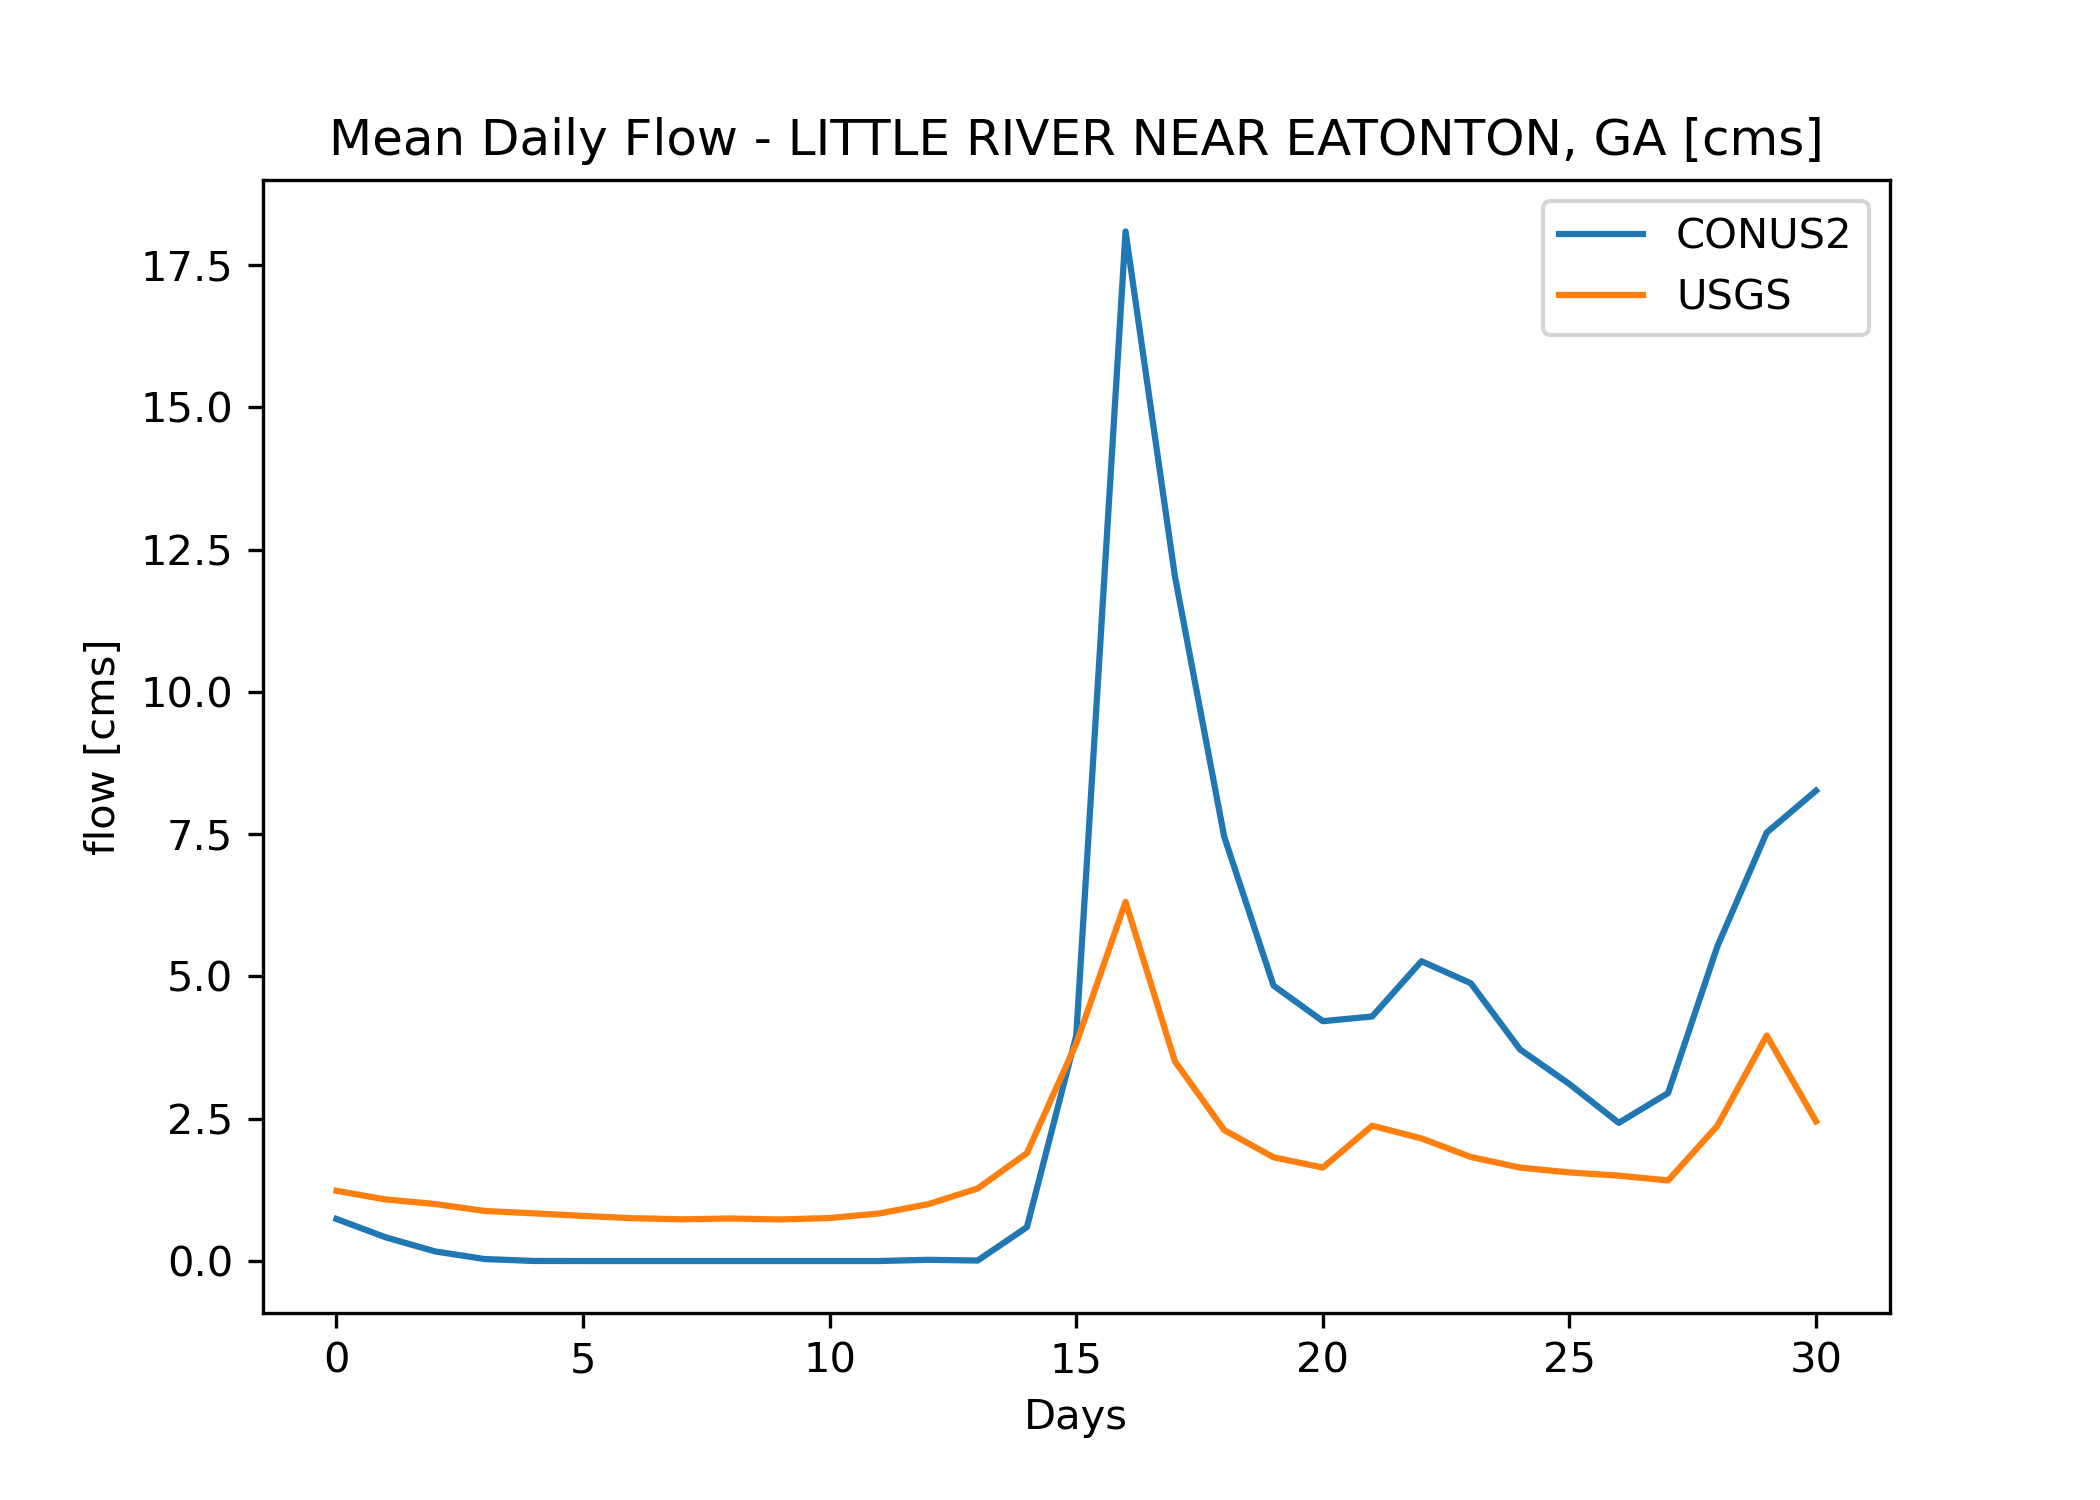 Mean Daily Flow - LITTLE RIVER NEAR EATONTON, GA [cms]
CONUS2
USGS
17.5
15.0
12.5
10.0
7.5
5.0
2.5
0.0
flow [cms]
0 5 10 15 20 25 30
Days